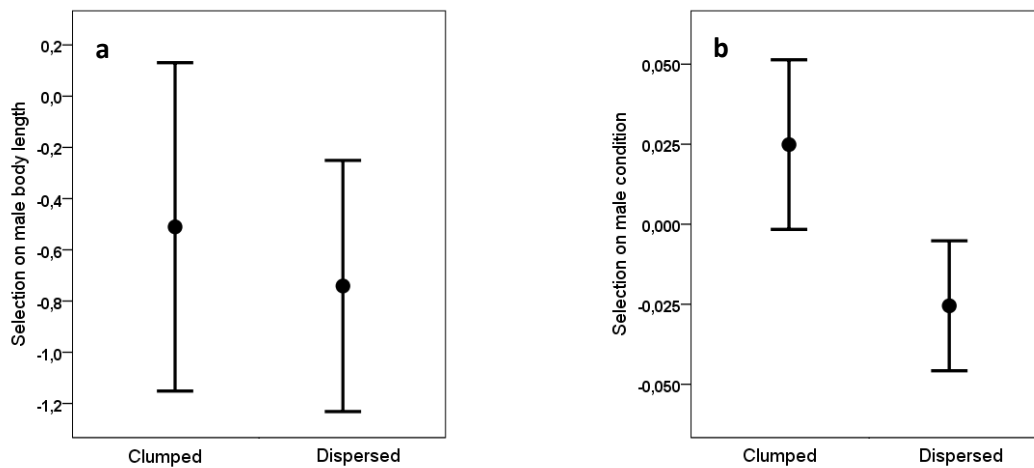 a
Selection on male body length
0,2
0,0
-0,2
-0,4
-0,6
-0,8
-1,0
-1,2
Clumped Dispersed
b
Selection on male condition
0,050
0,025
0,000
-0,025
-0,050
Clumped Dispersed